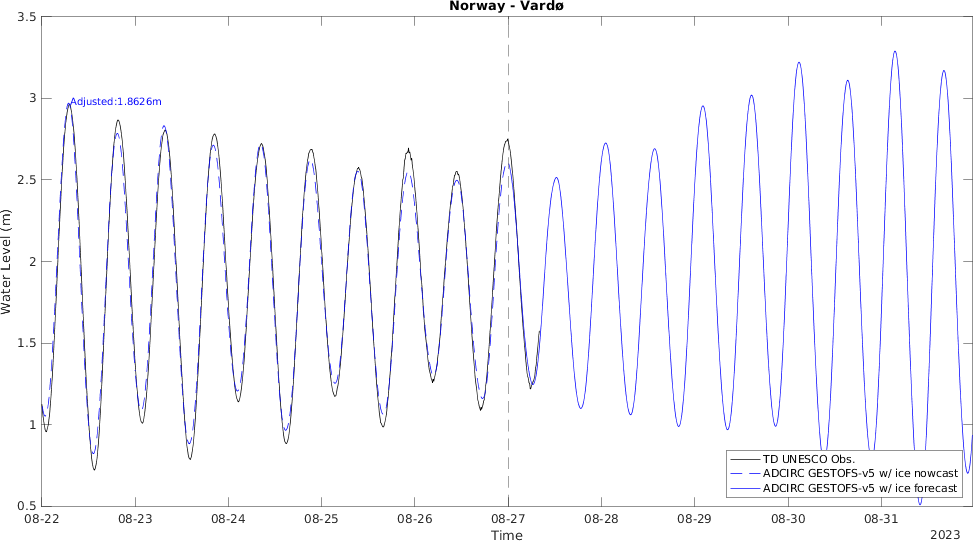 Norway - Vardø
3.5
3
2.5
2
1.5
1
0.5
Water Level (m)
Adjusted:1.8626m
TD UNESCO Obs.
ADCIRC GESTOFS-v5 w/ ice nowcast
ADCIRC GESTOFS-v5 w/ ice forecast
08-22 08-23 08-24 08-25 08-26 08-27 08-28 08-29 08-30 08-31
Time
2023